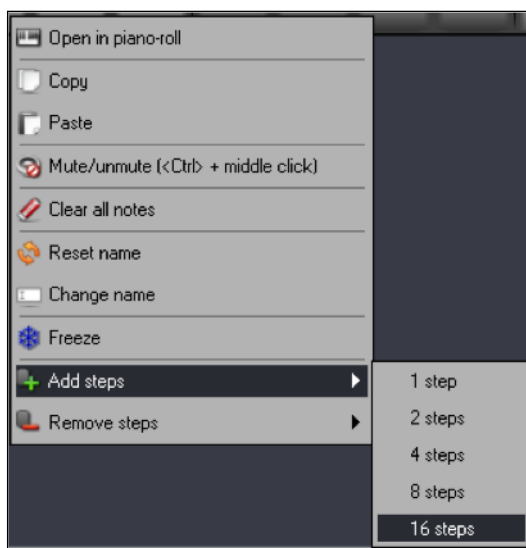 Open in piano-roll
Copy
Paste
Mute/unmute (<Ctrl> + middle click)
Clear all notes
Reset name
Change name
Freeze
Add steps
Remove steps
1 step
2 steps
4 steps
8 steps
16 steps